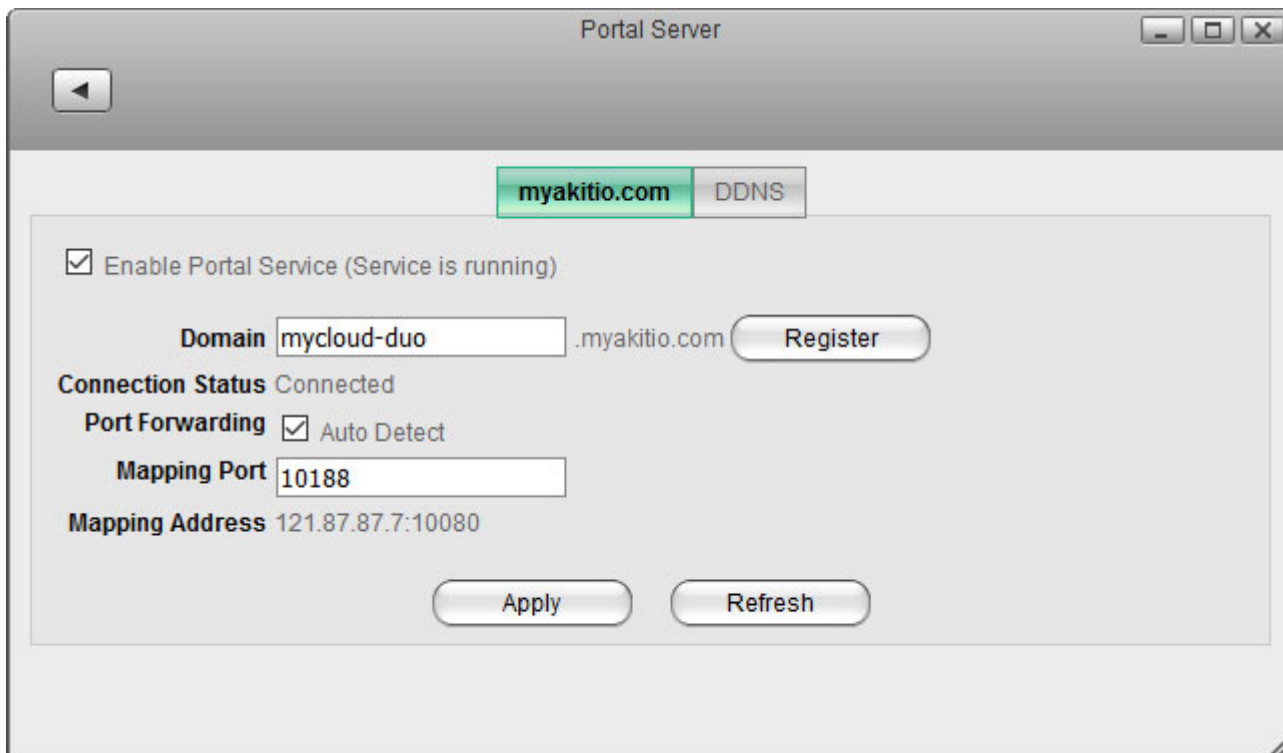 Portal Server
myakitio.com DDNS
Enable Portal Service (Service is running)
Domain mycloud-duo .myakitio.com Register
Connection Status Connected
Port Forwarding Auto Detect
Mapping Port 10188
Mapping Address 121.87.87.7:10080
Apply Refresh